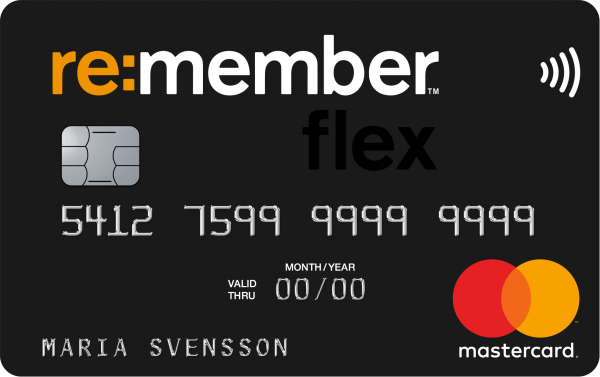 re:member™
flex
5412 7599 9999 9999
MONTH/YEAR
VALID THRU 00/00
MARIA SVENSSON
mastercard.